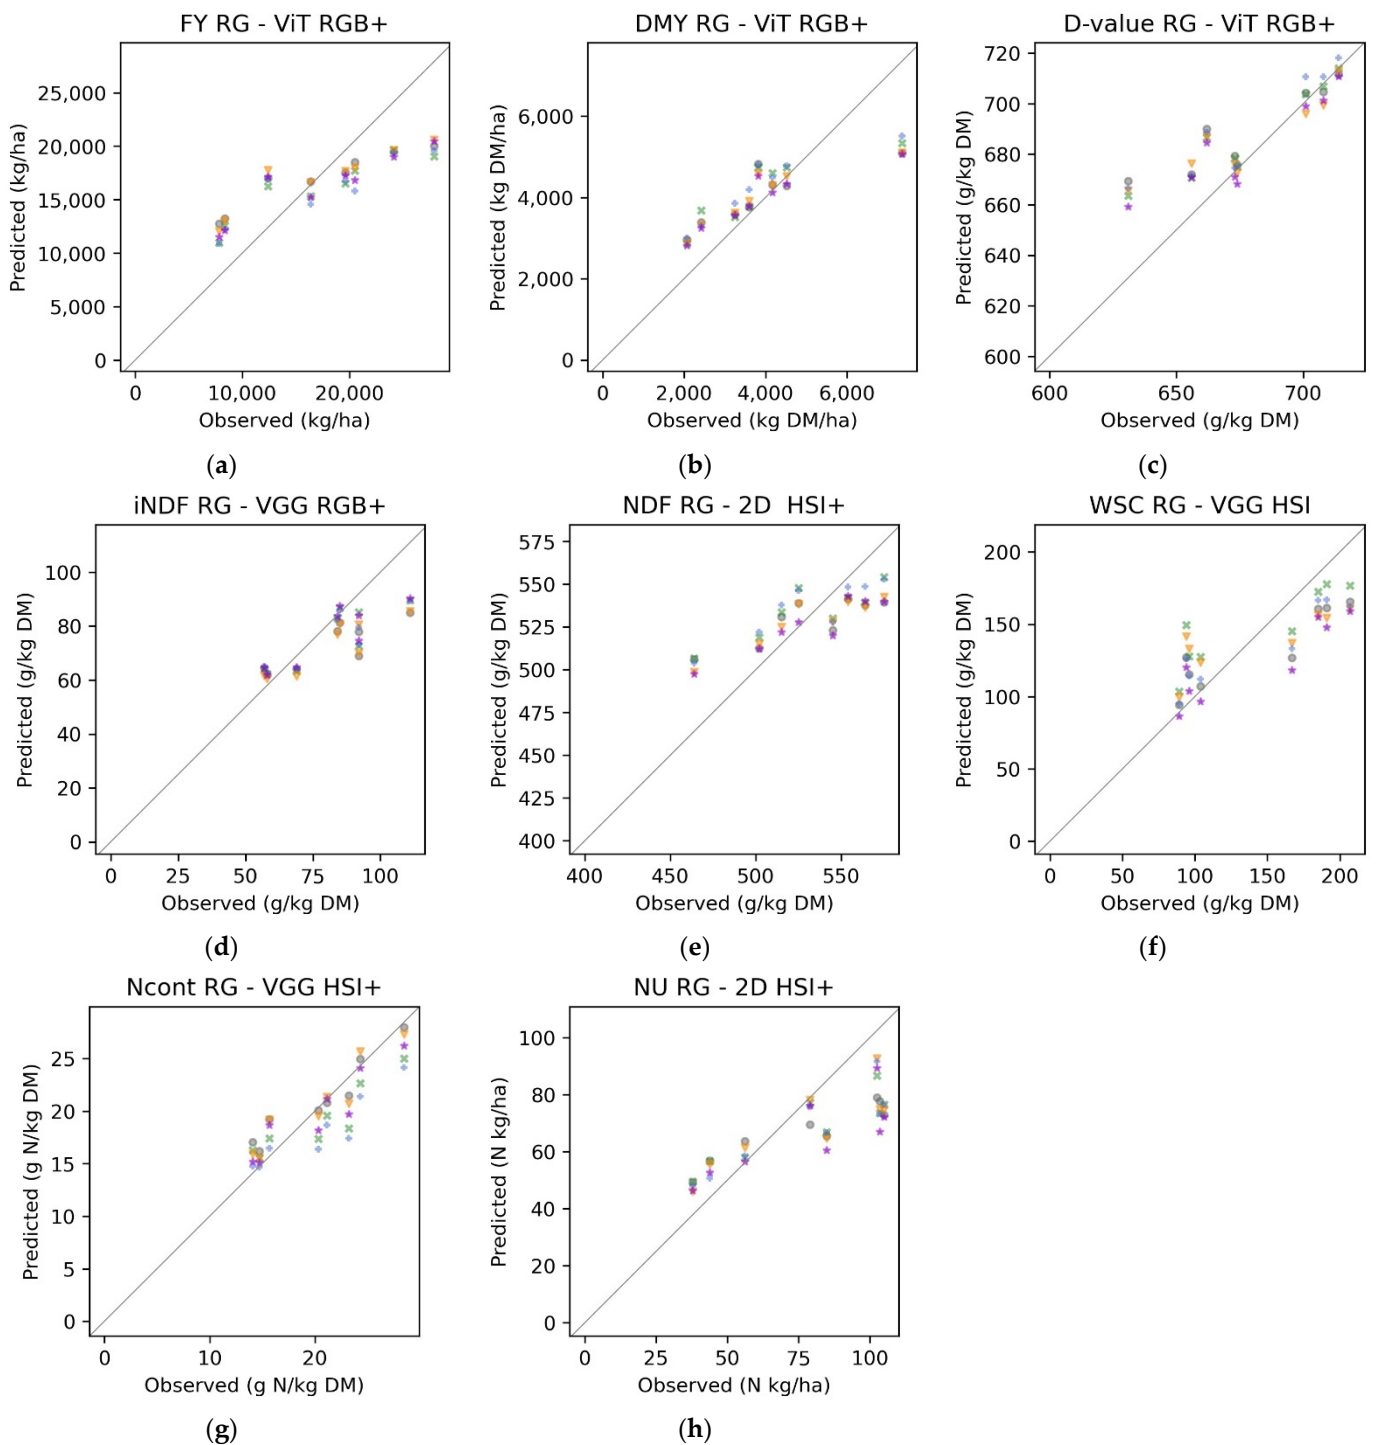 FY RG - ViT RGB+
DMY RG - ViT RGB+
D-value RG - ViT RGB+
Predicted (kg/ha)
25,000
20,000
15,000
10,000
5,000
0
0
10,000
20,000
Observed (kg/ha)
(a)
Predicted (kg DM/ha)
6,000
4,000
2,000
0
0
2,000
4,000
6,000
Observed (kg DM/ha)
(b)
Predicted (g/kg DM)
720
700
680
660
640
620
600
600
650
700
Observed (g/kg DM)
(c)
iNDF RG - VGG RGB+
NDF RG - 2D  HSI+
WSC RG - VGG HSI
Predicted (g/kg DM)
100
80
60
40
20
0
0
25
50
75
100
Observed (g/kg DM)
(d)
Predicted (g/kg DM)
575
550
525
500
475
450
425
400
400
450
500
550
Observed (g/kg DM)
(e)
Predicted (g/kg DM)
200
150
100
50
0
0
50
100
150
200
Observed (g/kg DM)
(f)
Ncont RG - VGG HSI+
NU RG - 2D HSI+
Predicted (g N/kg DM)
25
20
15
10
5
0
0
10
20
Observed (g N/kg DM)
(g)
Predicted (N kg/ha)
100
80
60
40
20
0
0
25
50
75
100
Observed (N kg/ha)
(h)